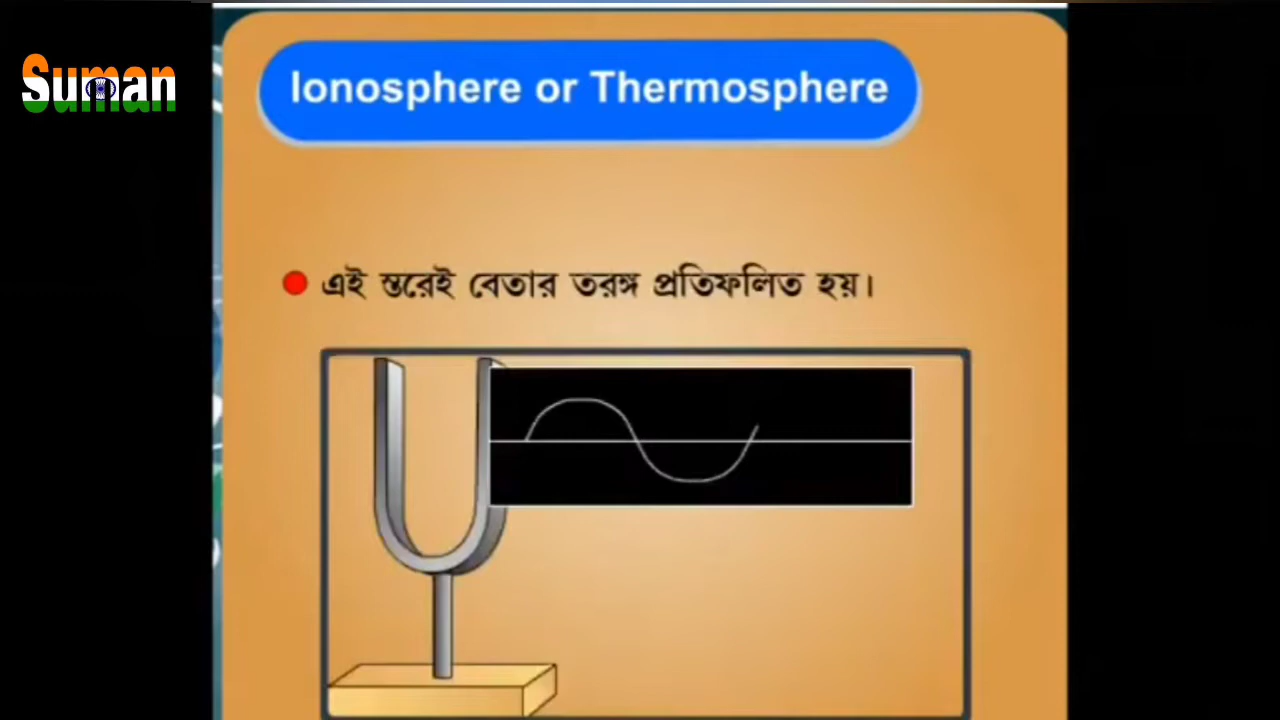 Suman
Ionosphere or Thermosphere
এই স্তরেই বেতার তরঙ্গ প্রতিফলিত হয়।